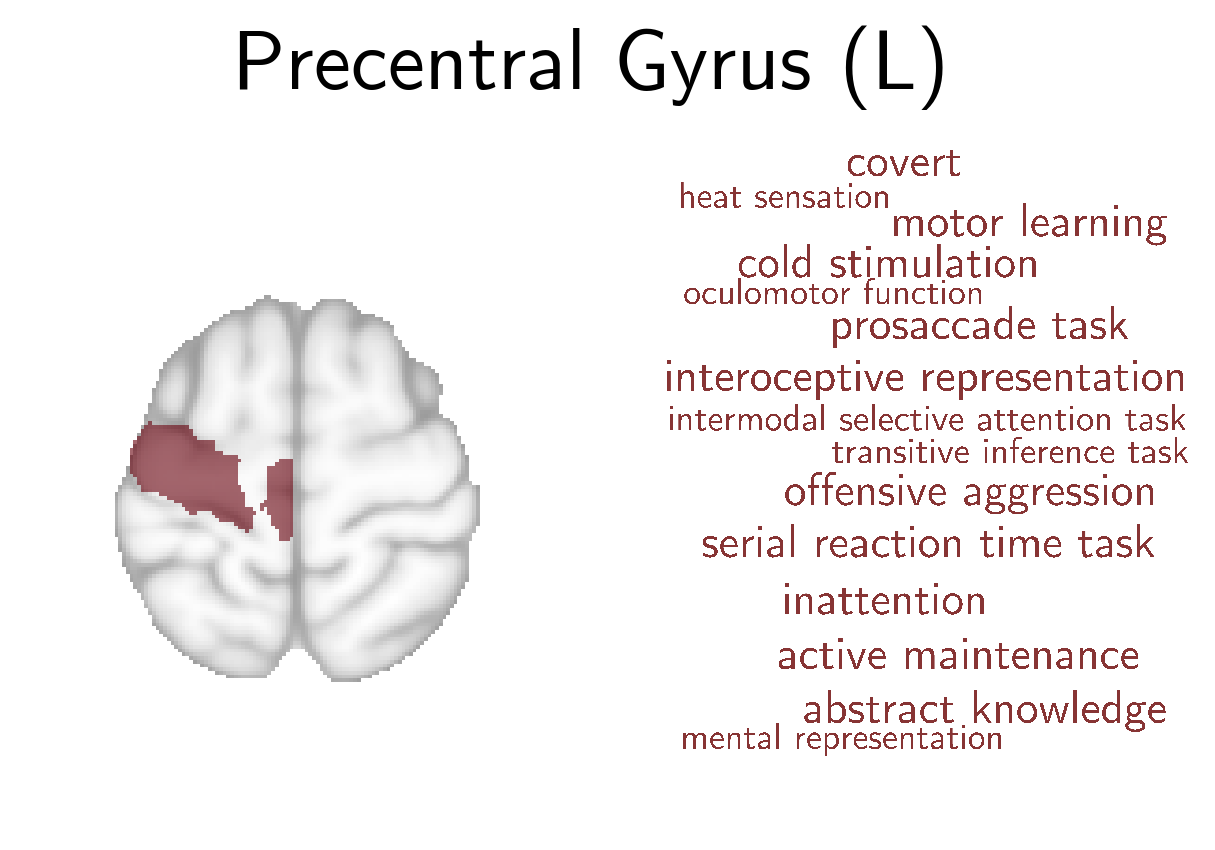 Precentral Gyrus (L)
covert
heat sensation
motor learning
cold stimulation
oculomotor function
prosaccade task
interoceptive representation
intermodal selective attention task
transitive inference task
offensive aggression
serial reaction time task
inattention
active maintenance
abstract knowledge
mental representation